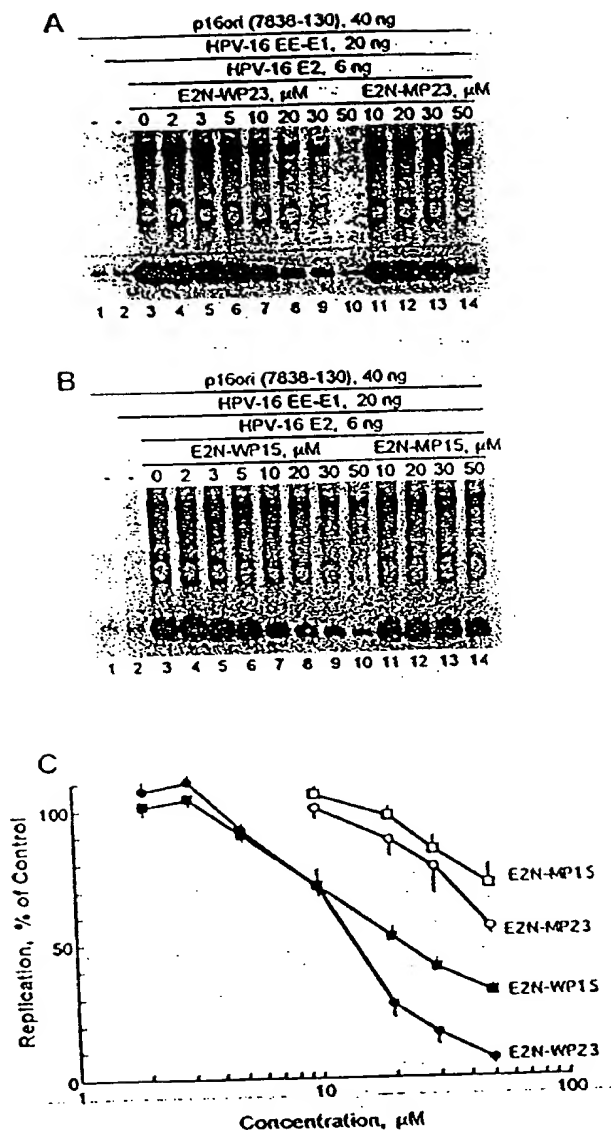 A
p16ori (7838-130), 40 ng
HPV-16 EE-E1, 20 ng
HPV-16 E2, 6 ng
E2N-WP23, μM E2N-MP23, μM
- - 0 2 3 5 10 20 30 50 10 20 30 50
1 2 3 4 5 6 7 8 9 10 11 12 13 14
B
p16ori (7838-130), 40 ng
HPV-16 EE-E1, 20 ng
HPV-16 E2, 6 ng
E2N-WP15, μM E2N-MP15, μM
- - 0 2 3 5 10 20 30 50 10 20 30 50
1 2 3 4 5 6 7 8 9 10 11 12 13 14
C
Replication, % of Control
100
50
0
E2N-MP15
E2N-MP23
E2N-WP15
E2N-WP23
1 10 100
Concentration, μM